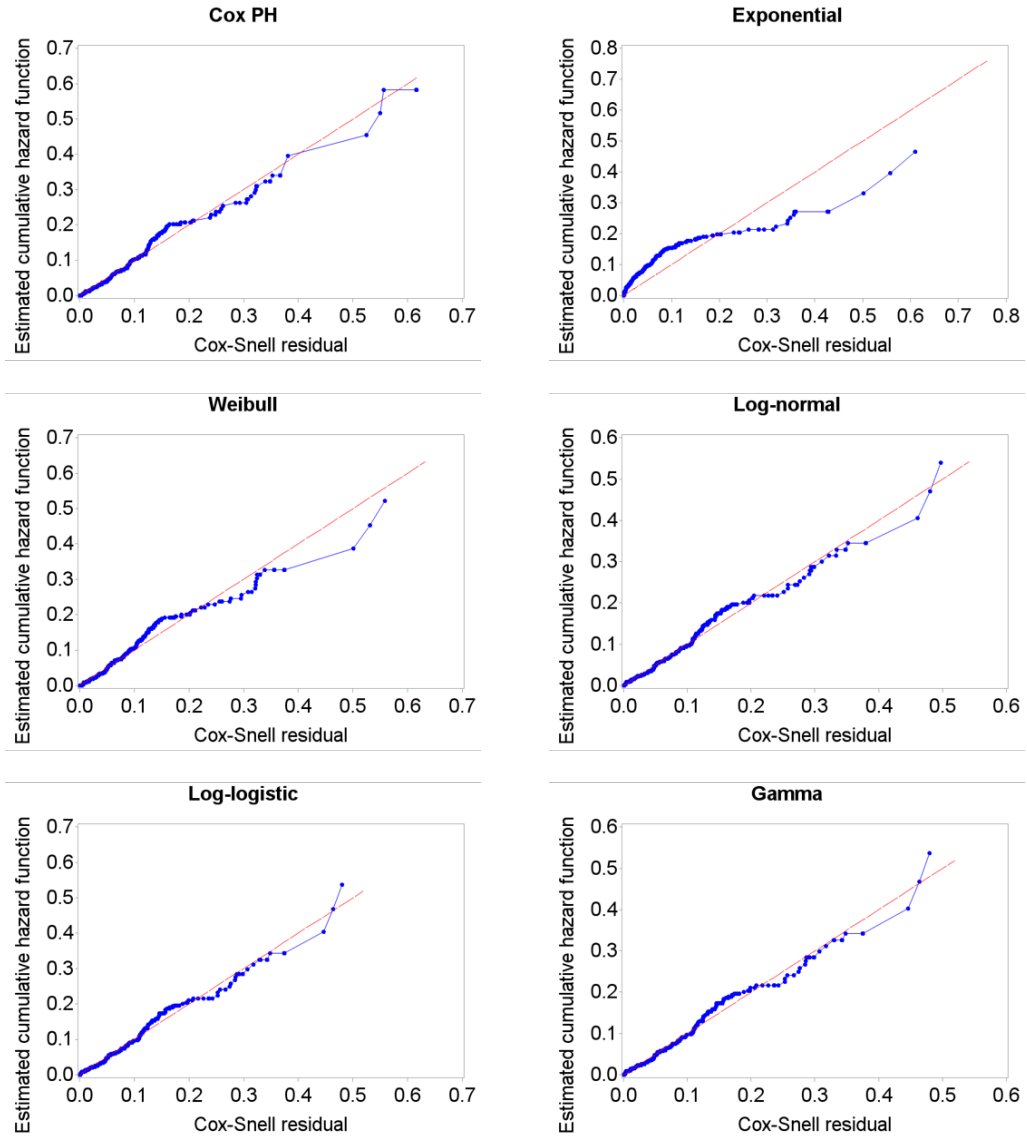 Cox PH
Estimated cumulative hazard function
0.7
0.6
0.5
0.4
0.3
0.2
0.1
0.0
0.0 0.1 0.2 0.3 0.4 0.5 0.6 0.7
Cox-Snell residual
Exponential
Estimated cumulative hazard function
0.8
0.7
0.6
0.5
0.4
0.3
0.2
0.1
0.0
0.0 0.1 0.2 0.3 0.4 0.5 0.6 0.7 0.8
Cox-Snell residual
Weibull
Estimated cumulative hazard function
0.7
0.6
0.5
0.4
0.3
0.2
0.1
0.0
0.0 0.1 0.2 0.3 0.4 0.5 0.6 0.7
Cox-Snell residual
Log-normal
Estimated cumulative hazard function
0.6
0.5
0.4
0.3
0.2
0.1
0.0
0.0 0.1 0.2 0.3 0.4 0.5 0.6
Cox-Snell residual
Log-logistic
Estimated cumulative hazard function
0.7
0.6
0.5
0.4
0.3
0.2
0.1
0.0
0.0 0.1 0.2 0.3 0.4 0.5 0.6 0.7
Cox-Snell residual
Gamma
Estimated cumulative hazard function
0.6
0.5
0.4
0.3
0.2
0.1
0.0
0.0 0.1 0.2 0.3 0.4 0.5 0.6
Cox-Snell residual